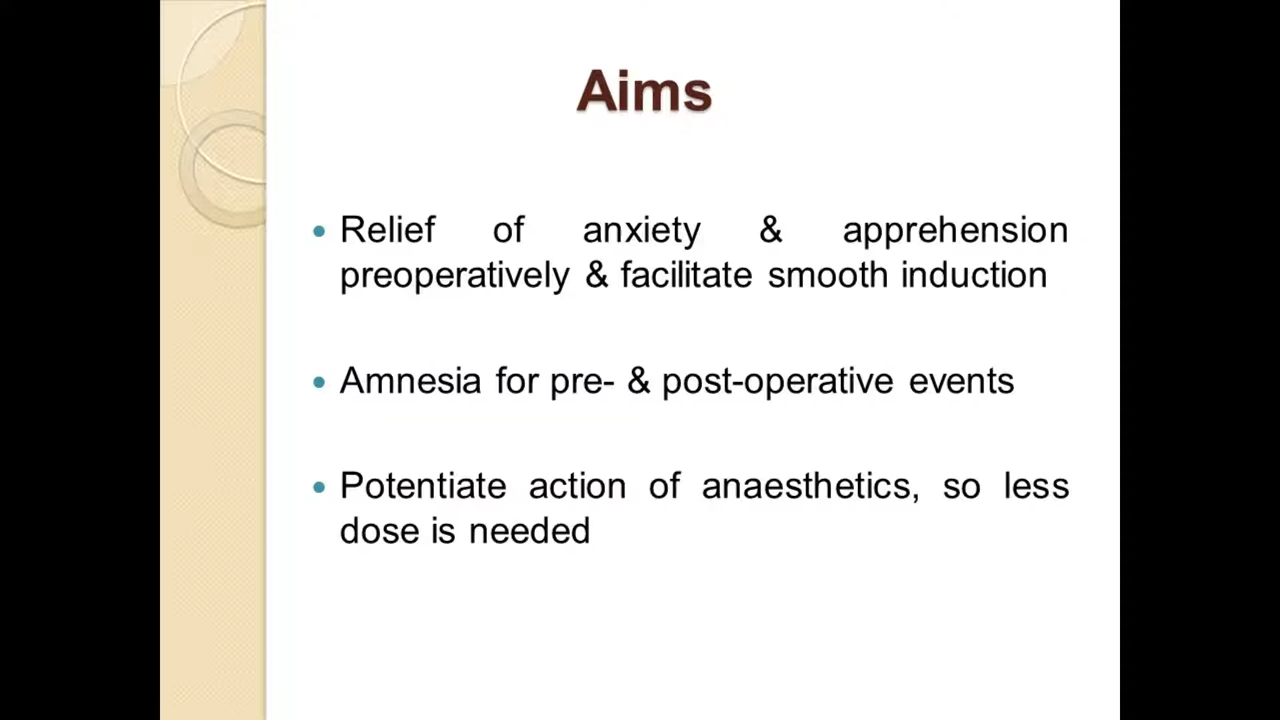 Aims
• Relief of anxiety & apprehension
preoperatively & facilitate smooth induction
• Amnesia for pre- & post-operative events
• Potentiate action of anaesthetics, so less
dose is needed